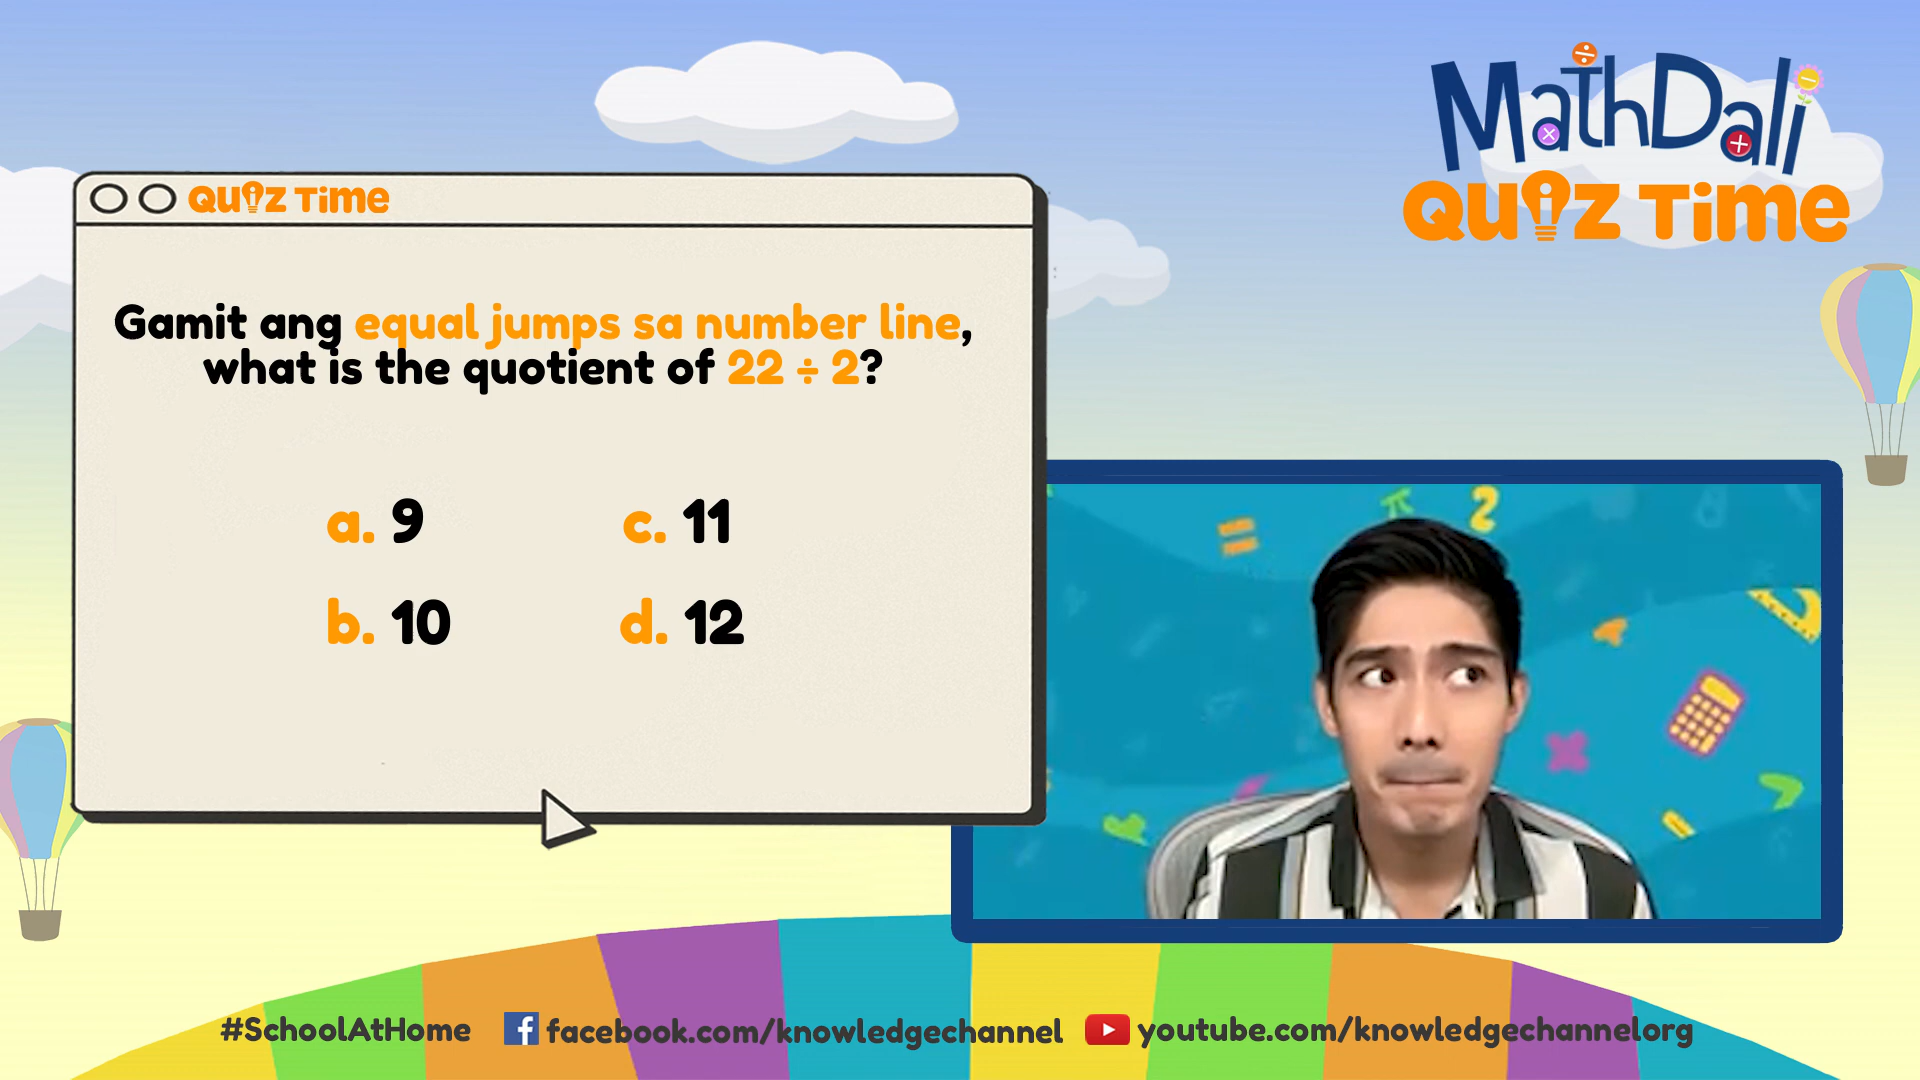 MathDali
QUIZ TIME
QUIZ TIME
Gamit ang equal jumps sa number line,
what is the quotient of 22 ÷ 2?
a. 9
c. 11
b. 10
d. 12
#SchoolAtHome facebook.com/knowledgechannel youtube.com/knowledgechannelorg